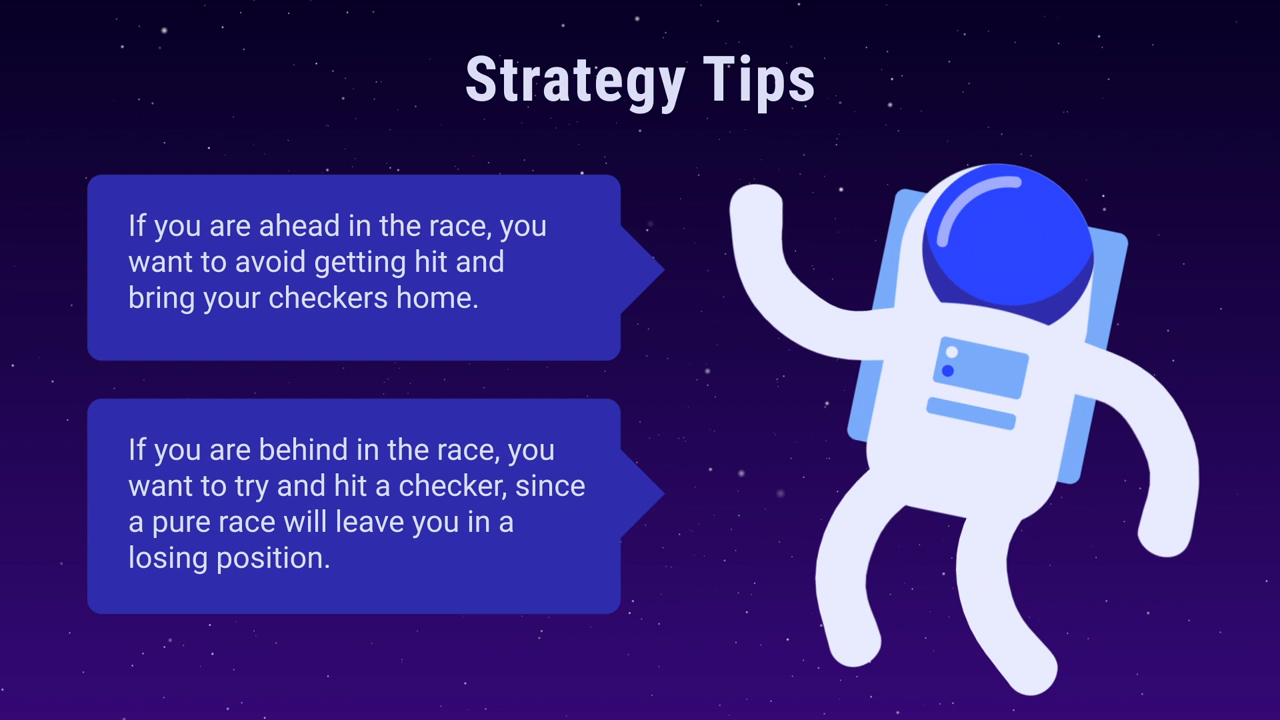 Strategy Tips
If you are ahead in the race, you
want to avoid getting hit and
bring your checkers home.
If you are behind in the race, you
want to try and hit a checker, since
a pure race will leave you in a
losing position.